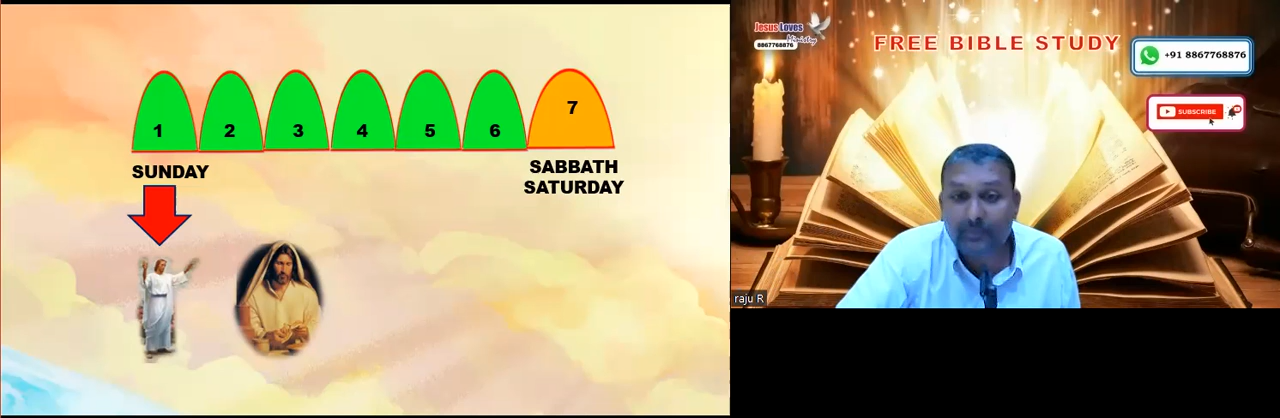 1
2
3
4
5
6
7
SUNDAY
SABBATH
SATURDAY
Jesus Loves
Ministry
8867768876
FREE BIBLE STUDY
+91 8867768876
SUBSCRIBE
raju R